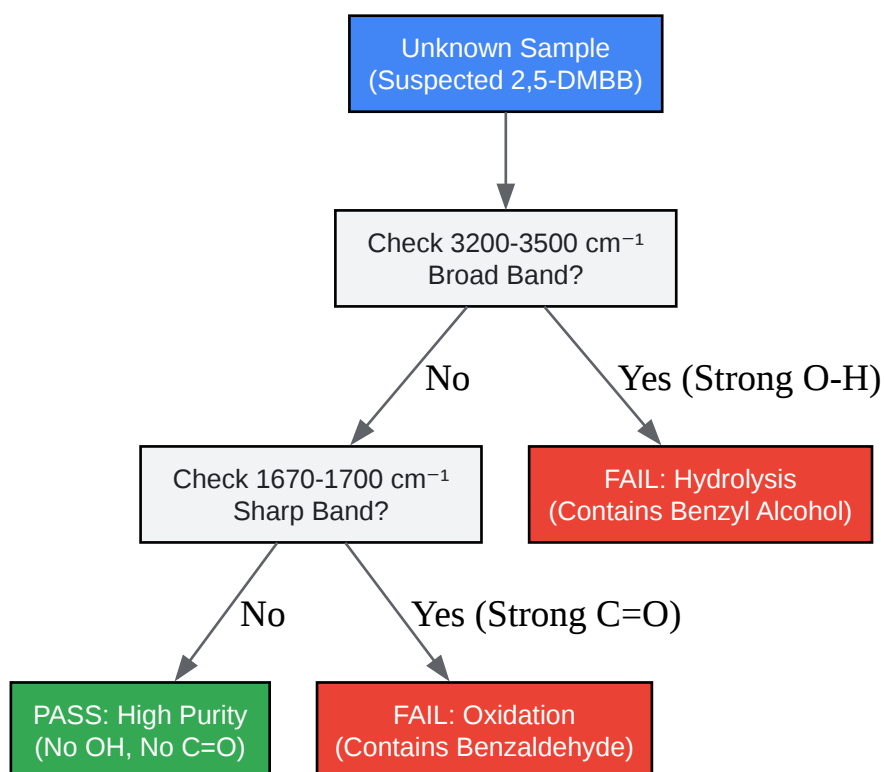 Unknown Sample
(Suspected 2,5-DMBB)
Check 3200-3500 cm⁻¹
Broad Band?
No
Yes (Strong O-H)
Check 1670-1700 cm⁻¹
Sharp Band?
FAIL: Hydrolysis
(Contains Benzyl Alcohol)
No
Yes (Strong C=O)
PASS: High Purity
(No OH, No C=O)
FAIL: Oxidation
(Contains Benzaldehyde)